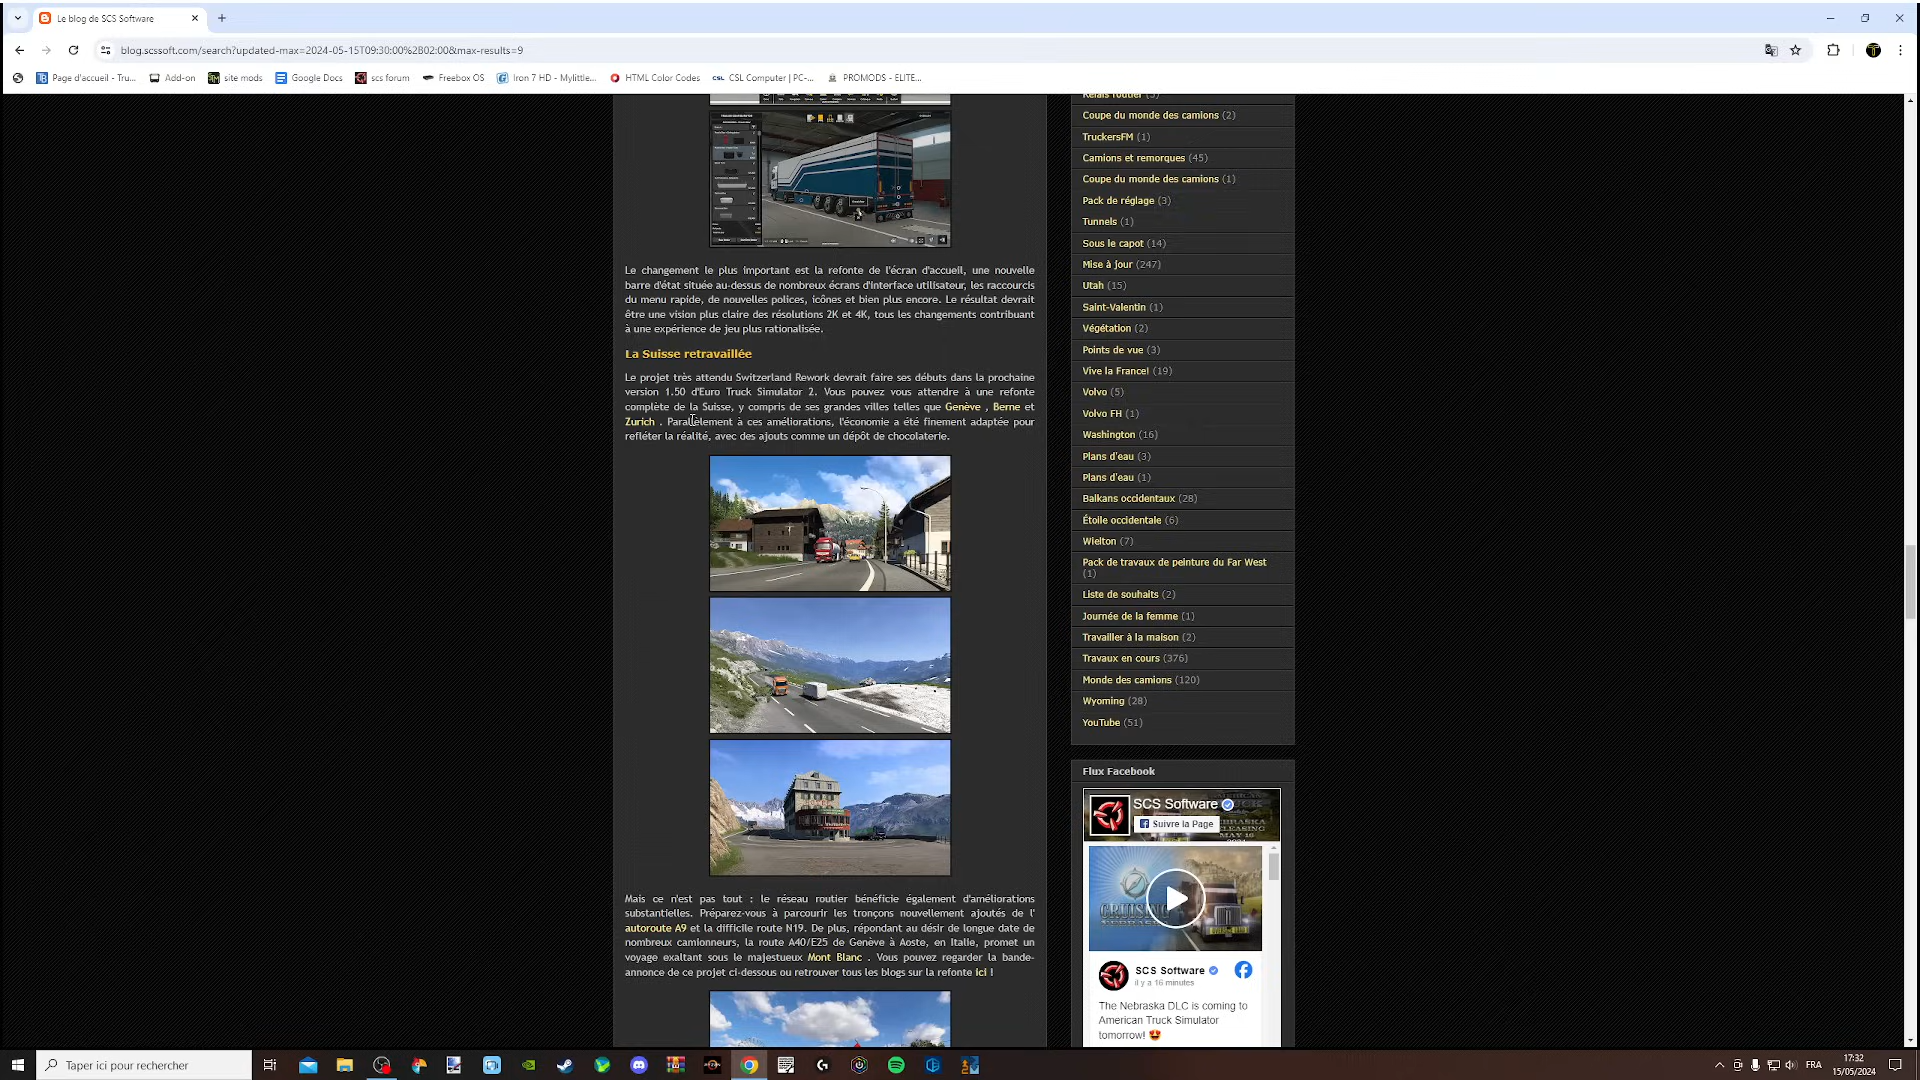 Le blog de SCS Software
blog.scssoft.com/search?updated-max=2024-05-15T09:30:00%2B02:00&max-results=9
Page d'accueil - Tru...
Add-on
site mods
Google Docs
scs forum
Freebox OS
Iron 7 HD - Mylittle...
HTML Color Codes
CSL Computer | PC-...
PROMODS - ELITE...
Le changement le plus important est la refonte de l'écran d'accueil, une nouvelle
barre d'état située au-dessus de nombreux écrans d'interface utilisateur, les raccourcis
du menu rapide, de nouvelles polices, icônes et bien plus encore. Le résultat devrait
être une vision plus claire des résolutions 2K et 4K, tous les changements contribuant
à une expérience de jeu plus rationalisée.
La Suisse retravaillée
Le projet très attendu Switzerland Rework devrait faire ses débuts dans la prochaine
version 1.50 d'Euro Truck Simulator 2. Vous pouvez vous attendre à une refonte
complète de la Suisse, y compris de ses grandes villes telles que Genève , Berne et
Zurich . Parallèlement à ces améliorations, l'économie a été finement adaptée pour
refléter la réalité, avec des ajouts comme un dépôt de chocolaterie.
Mais ce n'est pas tout : le réseau routier bénéficie également d'améliorations
substantielles. Préparez-vous à parcourir les tronçons nouvellement ajoutés de l'
autoroute A9 et la difficile route N19. De plus, répondant au désir de longue date de
nombreux camionneurs, la route A40/E25 de Genève à Aoste, en Italie, promet un
voyage exaltant sous le majestueux Mont Blanc . Vous pouvez regarder la bande-
annonce de ce projet ci-dessous ou retrouver tous les blogs sur la refonte ici !
Relais routier (5)
Coupe du monde des camions (2)
TruckersFM (1)
Camions et remorques (45)
Coupe du monde des camions (1)
Pack de réglage (3)
Tunnels (1)
Sous le capot (14)
Mise à jour (247)
Utah (15)
Saint-Valentin (1)
Végétation (2)
Points de vue (3)
Vive la France! (19)
Volvo (5)
Volvo FH (1)
Washington (16)
Plans d'eau (3)
Plans d'eau (1)
Balkans occidentaux (28)
Étoile occidentale (6)
Wielton (7)
Pack de travaux de peinture du Far West
(1)
Liste de souhaits (2)
Journée de la femme (1)
Travailler à la maison (2)
Travaux en cours (376)
Monde des camions (120)
Wyoming (28)
YouTube (51)
Flux Facebook
SCS Software
Suivre la Page
CRUISING
NEBRASKA
SCS Software
il y a 16 minutes
The Nebraska DLC is coming to
American Truck Simulator
tomorrow!
Taper ici pour rechercher
FRA
17:32
15/05/2024